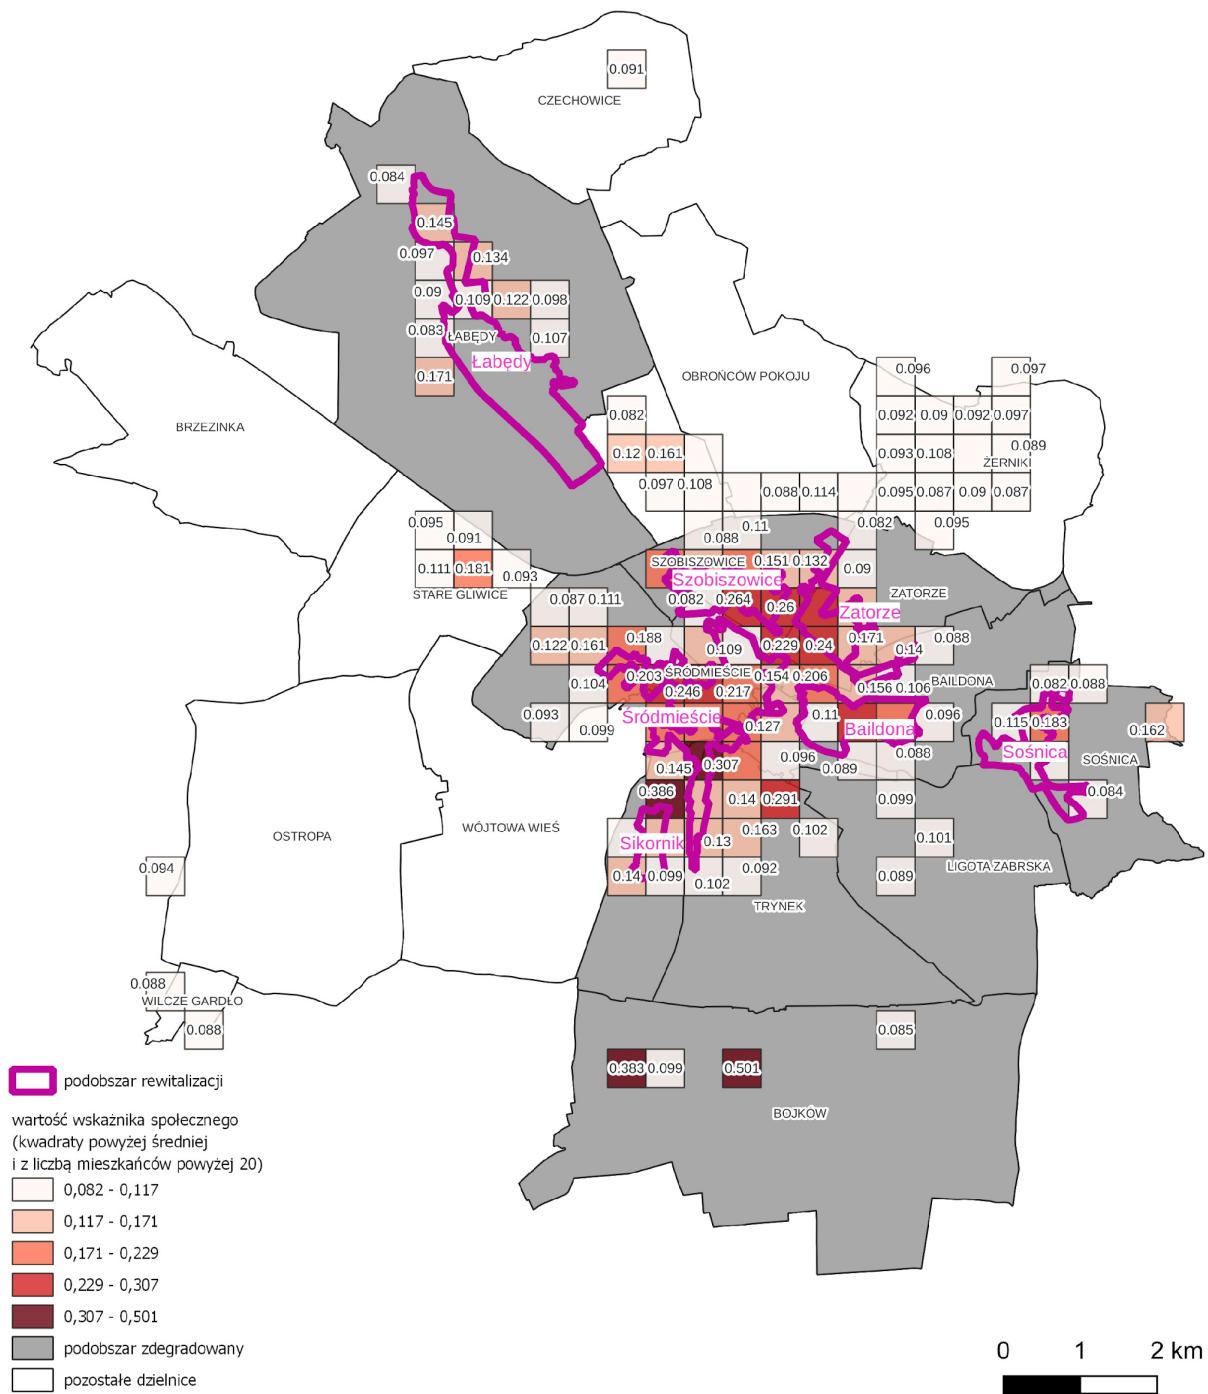 0.091
CZECHOWICE
0.084
0.145
0.097
0.134
0.09
0.109
0.122
0.098
0.083
ŁABĘDY
0.107
Łabędy
0.171
OBROŃCÓW POKOJU
0.096
0.097
BRZEZINKA
0.082
0.092
0.09
0.092
0.097
0.12
0.161
0.093
0.108
0.089
ŻERNIKI
0.097
0.108
0.088
0.114
0.095
0.087
0.09
0.087
0.095
0.091
0.088
0.11
0.082
0.095
0.111
0.181
0.093
STARE GLIWICE
SZOBISZOWICE
0.151
0.132
0.09
Szobiszowice
ZATORZE
0.087
0.111
0.082
0.264
0.26
Zatorze
0.122
0.161
0.188
0.109
0.229
0.24
0.171
0.14
0.088
ŚRÓDMIEŚCIE
0.104
0.203
0.246
0.217
0.154
0.206
0.156
0.106
BAILDONA
0.082
0.088
0.093
0.099
Śródmieście
0.127
0.11
Baildona
0.096
0.115
0.183
0.162
Sośnica
SOŚNICA
0.145
0.307
0.096
0.089
0.088
0.386
0.14
0.291
0.099
0.084
OSTROPA
WÓJTOWA WIEŚ
Sikornik
0.13
0.163
0.102
0.101
LIGOTA ZABRSKA
0.094
0.14
0.099
0.102
0.092
0.089
TRYNEK
0.088
WILCZE GARDŁO
0.088
0.085
0.383
0.099
0.501
BOJKÓW
podobszar rewitalizacji
wartość wskaźnika społecznego
(kwadraty powyżej średniej
i z liczbą mieszkańców powyżej 20)
0,082 - 0,117
0,117 - 0,171
0,171 - 0,229
0,229 - 0,307
0,307 - 0,501
podobszar zdegradowany
pozostałe dzielnice
0 1 2 km